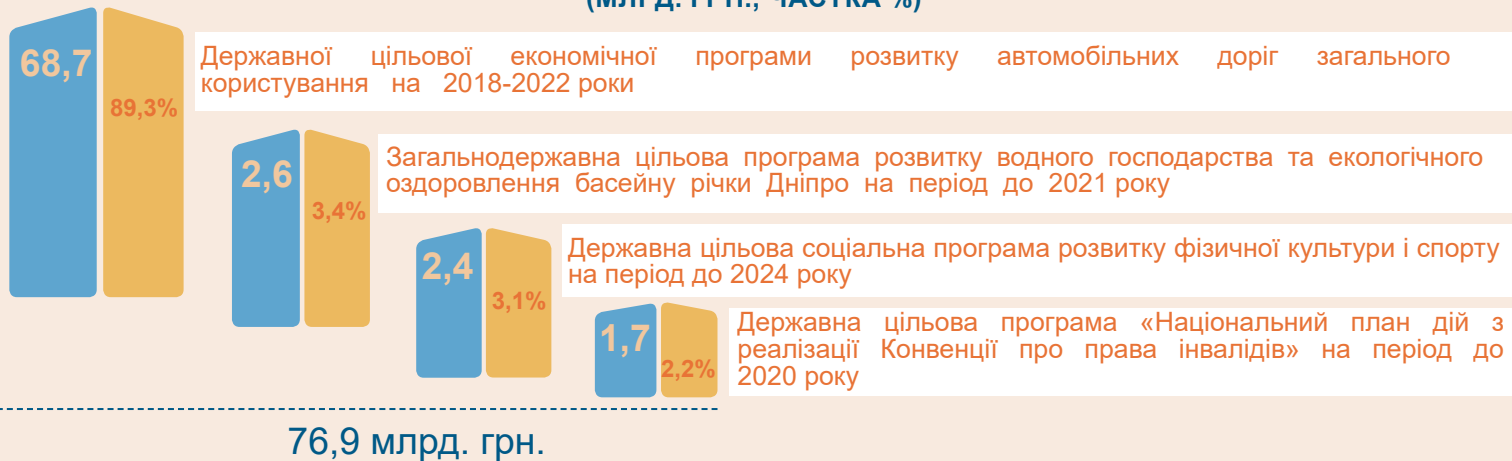 (МЛРД. ГРН., ЧАСТКА %)
68,7
89,3%
Державної цільової економічної програми розвитку автомобільних доріг загального
користування на 2018-2022 роки
2,6
3,4%
Загальнодержавна цільова програма розвитку водного господарства та екологічного
оздоровлення басейну річки Дніпро на період до 2021 року
2,4
3,1%
Державна цільова соціальна програма розвитку фізичної культури і спорту
на період до 2024 року
1,7
2,2%
Державна цільова програма «Національний план дій з
реалізації Конвенції про права інвалідів» на період до
2020 року
76,9 млрд. грн.